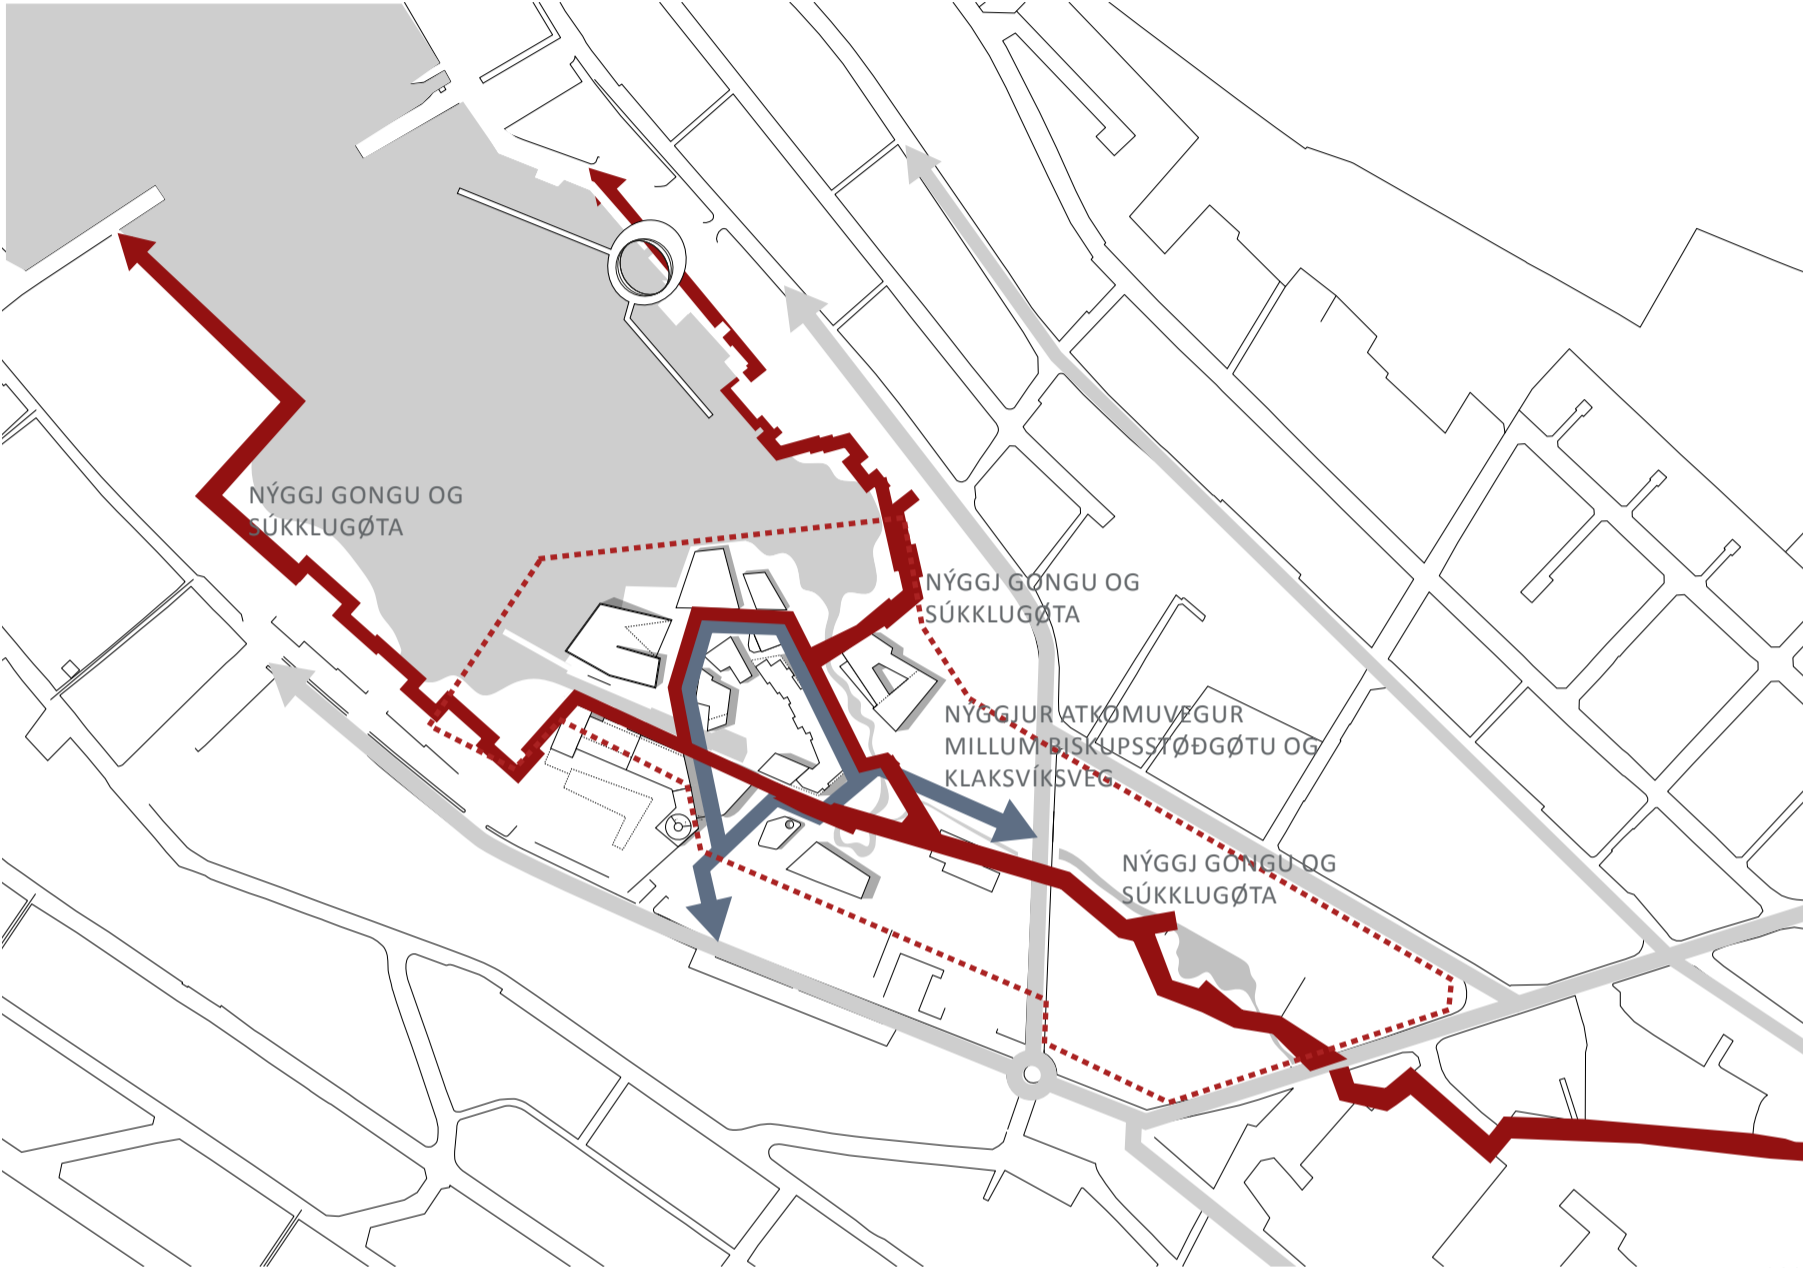 NÝGGJ GONGU OG
SÚKKLUGØTA
NÝGGJ GONGU OG
SÚKKLUGØTA
NÝGGJUR ATKOMUVEGUR
MILLUM BISKUPSSTØÐGØTU OG
KLAKSVÍKSVEG
NÝGGJ GONGU OG
SÚKKLUGØTA